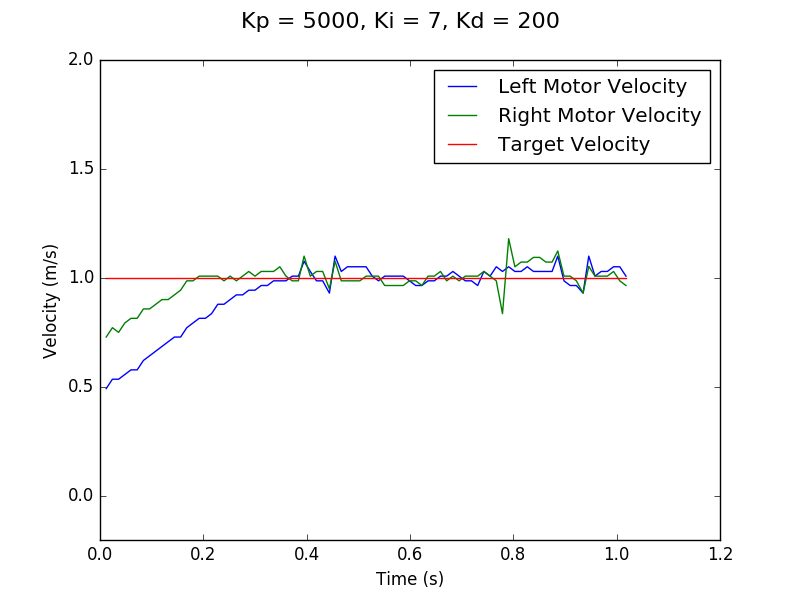 Kp = 5000, Ki = 7, Kd = 200
Left Motor Velocity
Right Motor Velocity
Target Velocity
2.0
1.5
1.0
0.5
0.0
Velocity (m/s)
0.0 0.2 0.4 0.6 0.8 1.0 1.2
Time (s)